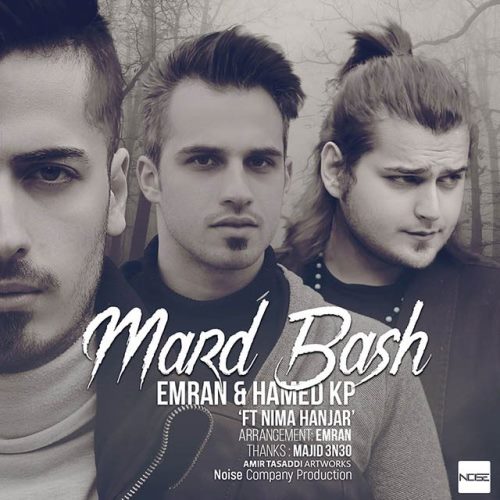 Mard Bash
EMRAN & HAMED KP
'FT NIMA HANJAR'
ARRANGEMENT: EMRAN
THANKS : MAJID 3N30
AMIR TASADDI ARTWORKS
Noise Company Production
NOISE